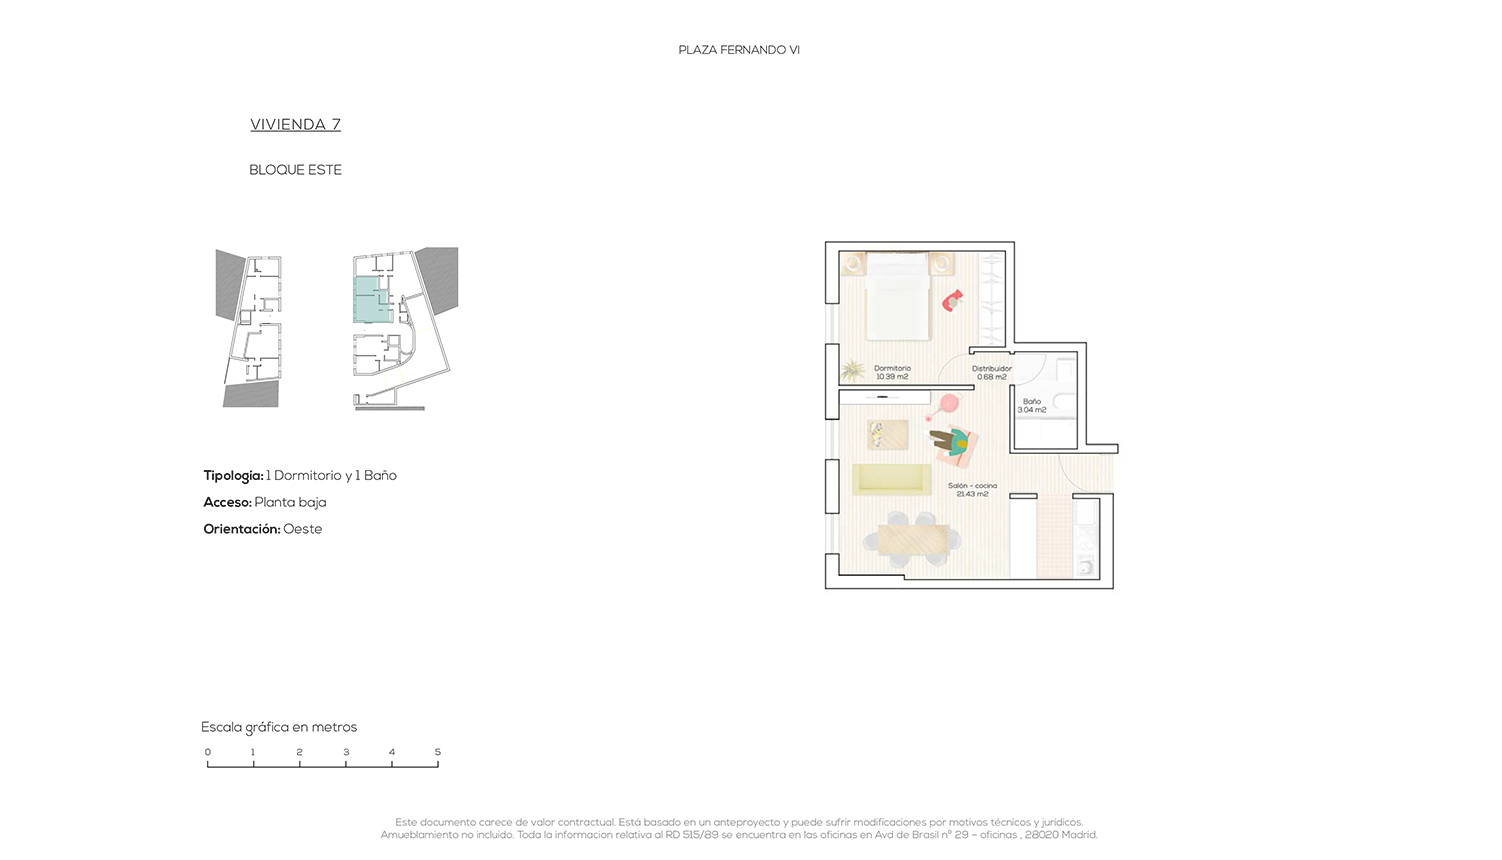 PLAZA FERNANDO VI
VIVIENDA 7
BLOQUE ESTE
Tipología: 1 Dormitorio y 1 Baño
Acceso: Planta baja
Orientación: Oeste
Dormitorio
10.39 m2
Distribuidor
0.68 m2
Baño
3.04 m2
Salón - cocina
21.43 m2
Escala gráfica en metros
0 1 2 3 4 5
Este documento carece de valor contractual. Está basado en un anteproyecto y puede sufrir modificaciones por motivos técnicos y jurídicos.
Amueblamiento no incluido. Toda la informacion relativa al RD 515/89 se encuentra en las oficinas en Avd de Brasil nº 29 – oficinas , 28020 Madrid.